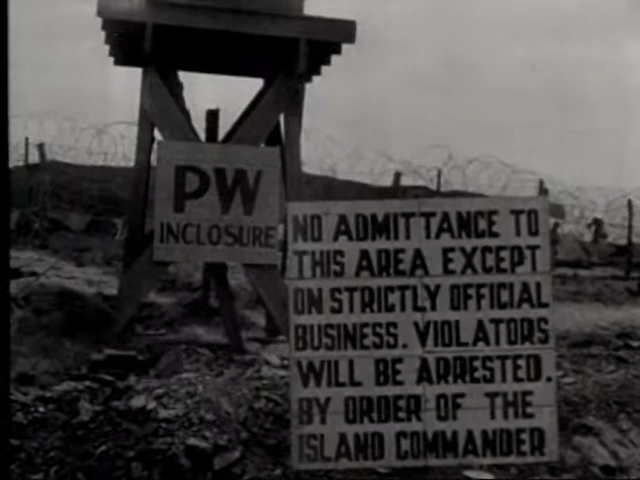 PW
INCLOSURE
NO ADMITTANCE TO
THIS AREA EXCEPT
ON STRICTLY OFFICIAL
BUSINESS. VIOLATORS
WILL BE ARRESTED.
BY ORDER OF THE
ISLAND COMMANDER